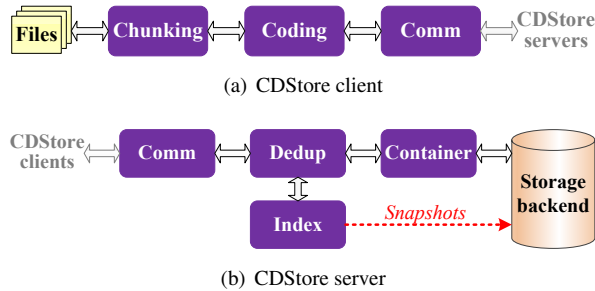 Files
Chunking
Coding
Comm
CDStore
servers
(a) CDStore client
CDStore
clients
Comm
Dedup
Container
Storage
backend
Index
Snapshots
(b) CDStore server